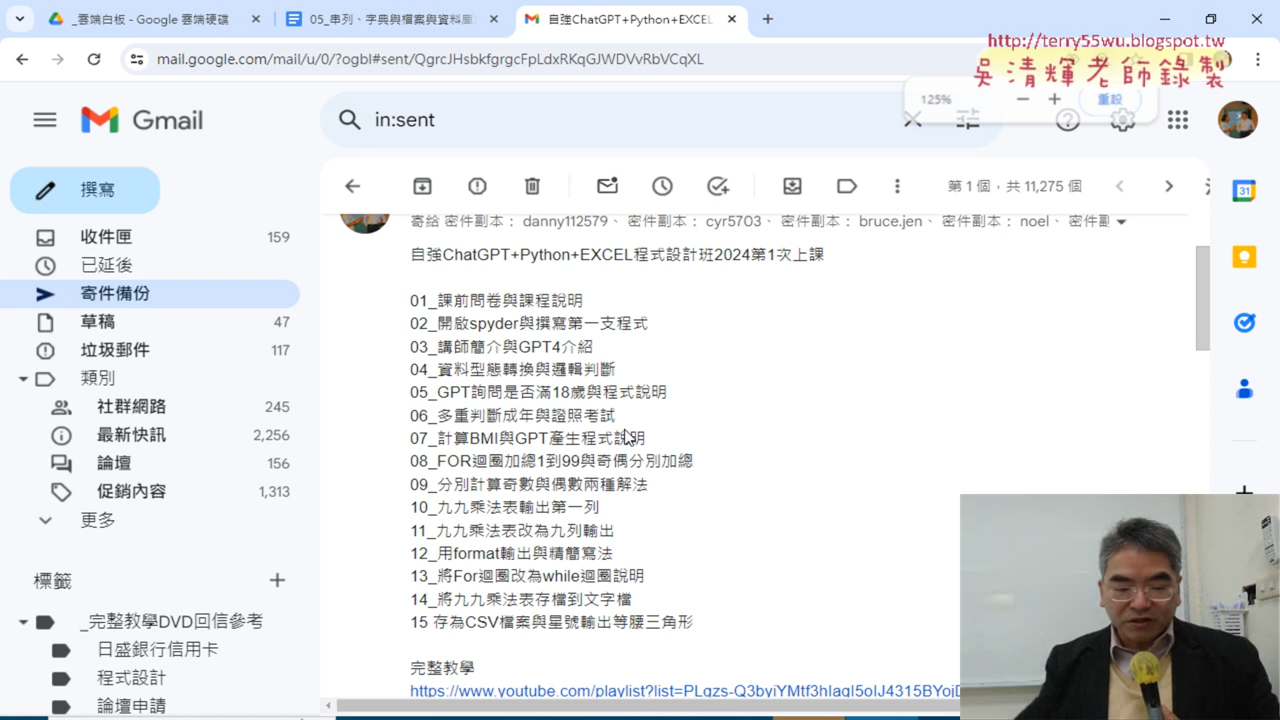 _雲端白板 - Google 雲端硬碟
05_串列、字典與檔案與資料庫
自強ChatGPT+Python+EXCEL
http://terry55wu.blogspot.tw
吳清輝老師錄製
mail.google.com/mail/u/0/?ogbl#sent/QgrcJHsbkfgrgcFpLdxRKqGJWDVvRbVCqXL
125%
重設
Gmail
in:sent
撰寫
第 1 個，共 11,275 個
收件匣 159
已延後
寄件備份
草稿 47
垃圾郵件 117
類別
社群網路 245
最新快訊 2,256
論壇 156
促銷內容 1,313
更多
標籤
_完整教學DVD回信參考
日盛銀行信用卡
程式設計
論壇申請
寄給 密件副本： danny112579、 密件副本： cyr5703、 密件副本： bruce.jen、 密件副本： noel、 密件
自強ChatGPT+Python+EXCEL程式設計班2024第1次上課
01_課前問卷與課程說明
02_開啟spyder與撰寫第一支程式
03_講師簡介與GPT4介紹
04_資料型態轉換與邏輯判斷
05_GPT詢問是否滿18歲與程式說明
06_多重判斷成年與證照考試
07_計算BMI與GPT產生程式說明
08_FOR迴圈加總1到99與奇偶分別加總
09_分別計算奇數與偶數兩種解法
10_九九乘法表輸出第一列
11_九九乘法表改為九列輸出
12_用format輸出與精簡寫法
13_將For迴圈改為while迴圈說明
14_將九九乘法表存檔到文字檔
15 存為CSV檔案與星號輸出等腰三角形
完整教學
https://www.youtube.com/playlist?list=PLgzs-Q3byiYMtf3hIagI5oIJ4315BYoj
31